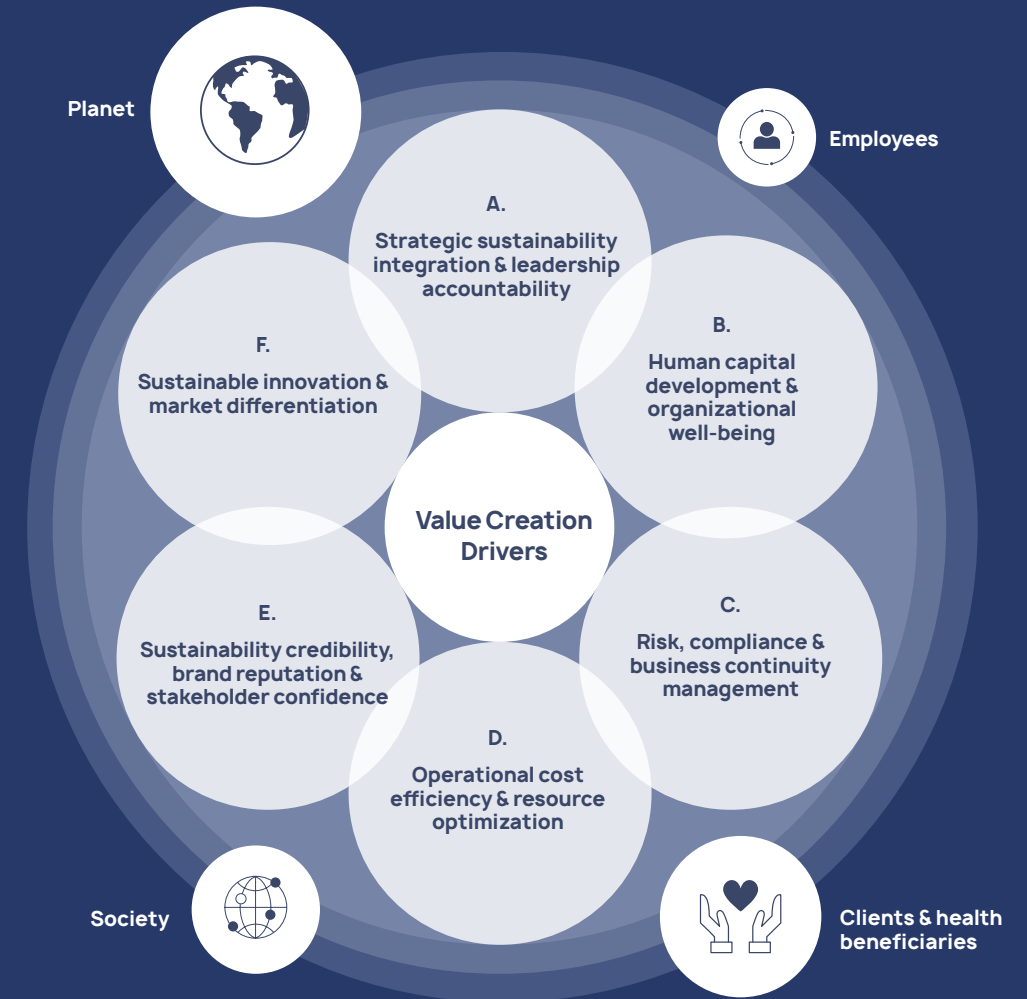 Planet
Employees
A.
Strategic sustainability
integration & leadership
accountability
B.
Human capital
development &
organizational
well-being
F.
Sustainable innovation &
market differentiation
Value Creation
Drivers
C.
Risk, compliance &
business continuity
management
E.
Sustainability credibility,
brand reputation &
stakeholder confidence
D.
Operational cost
efficiency & resource
optimization
Society
Clients & health
beneficiaries